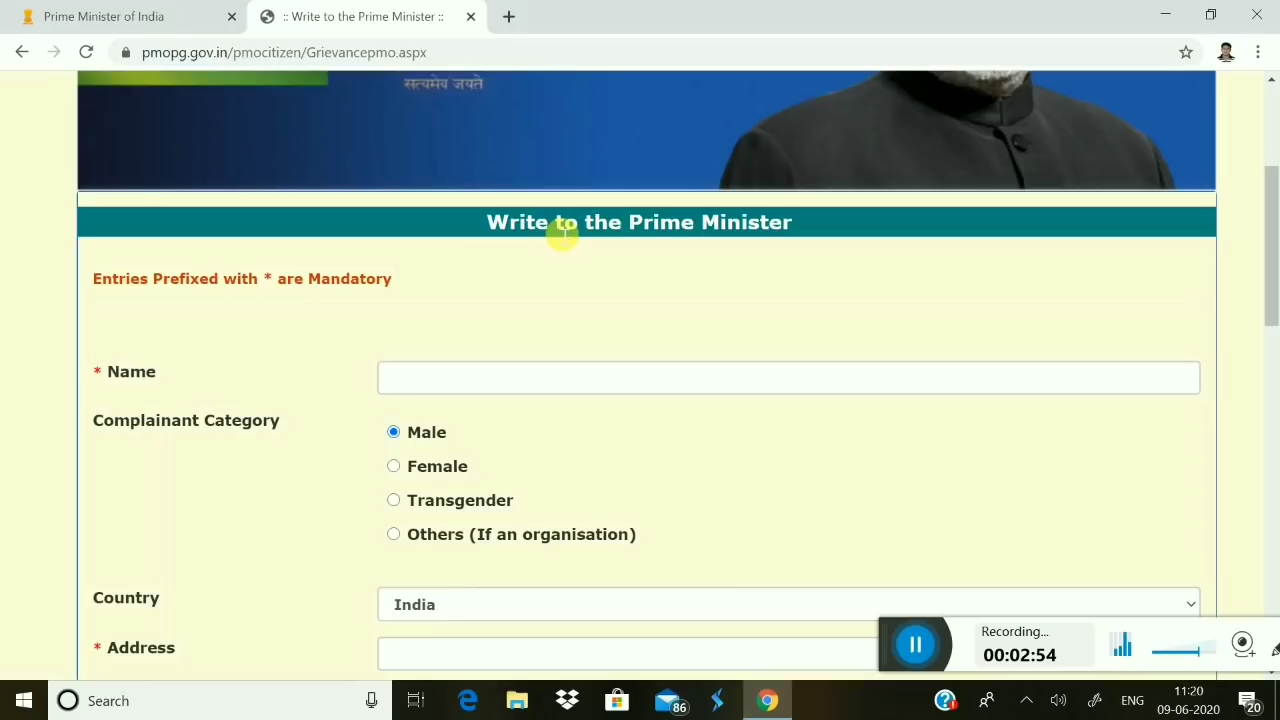 Prime Minister of India
:: Write to the Prime Minister ::
pmopg.gov.in/pmocitizen/Grievancepmo.aspx
सत्यमेव जयते
Write to the Prime Minister
Entries Prefixed with * are Mandatory
* Name
Complainant Category
Male
Female
Transgender
Others (If an organisation)
Country
India
* Address
Recording...
00:02:54
Search
86
ENG
11:20
09-06-2020
20